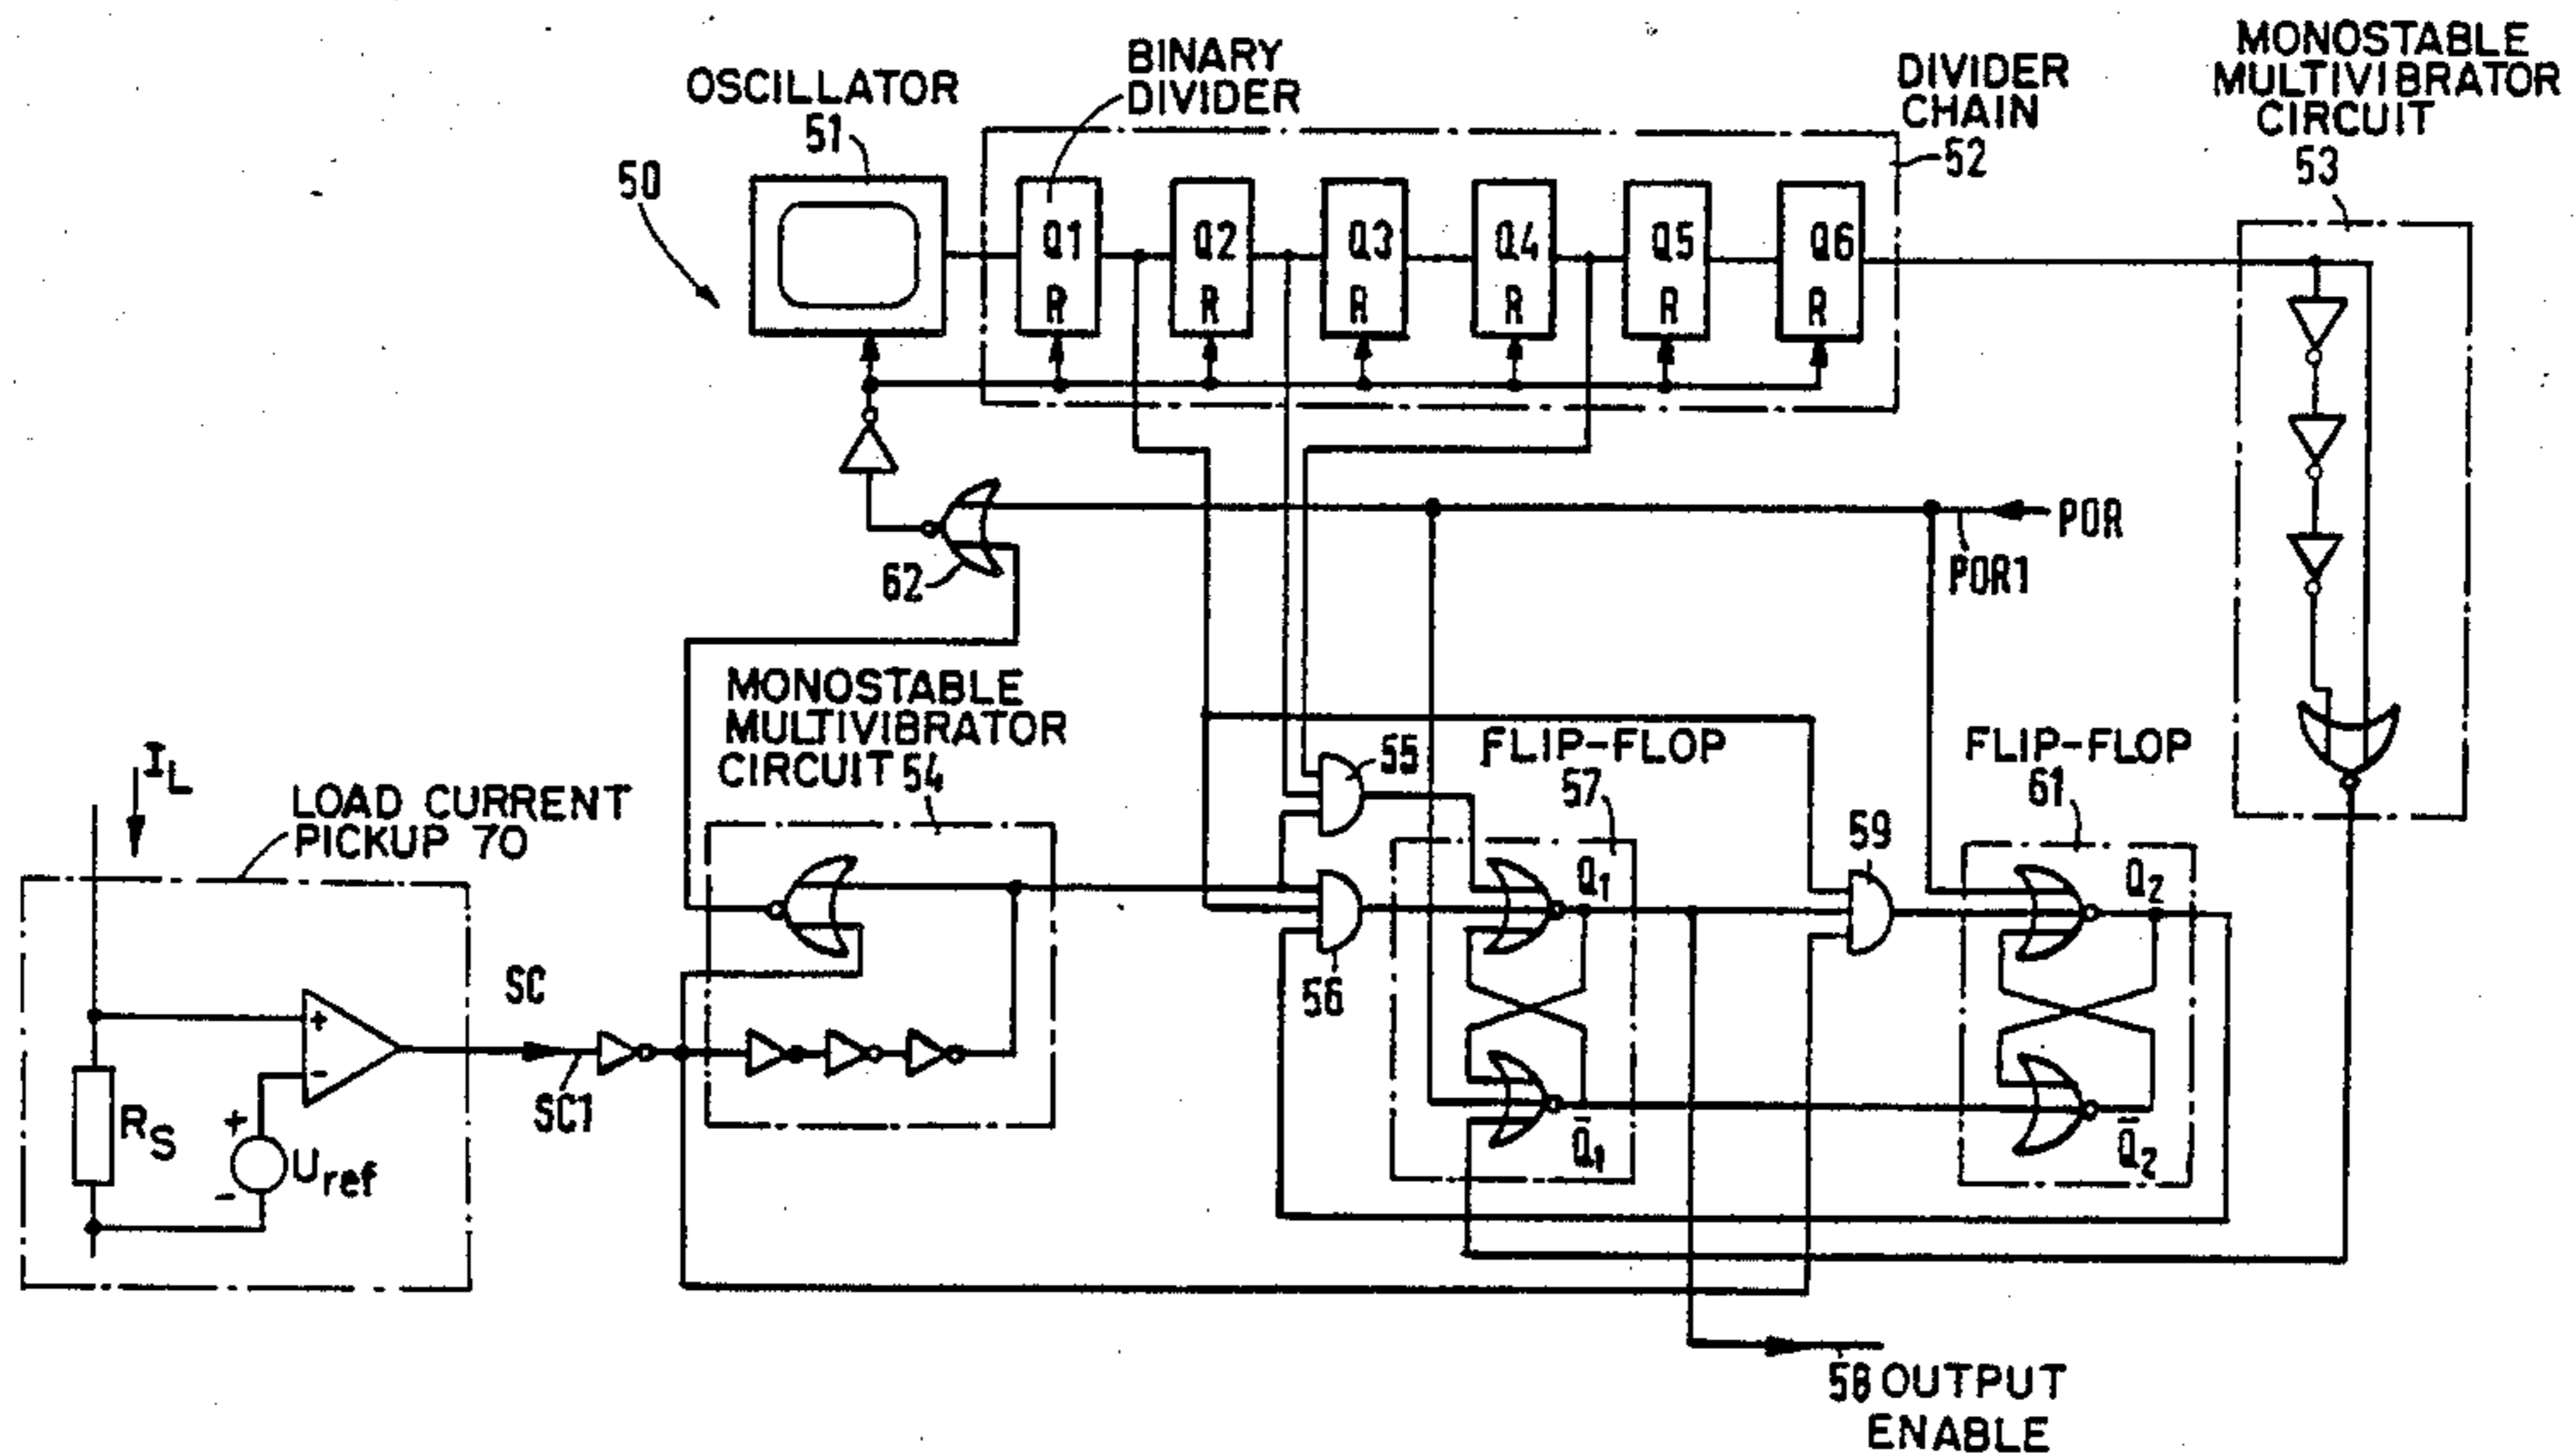 BINARY
DIVIDER
OSCILLATOR
51
DIVIDER
CHAIN
52
MONOSTABLE
MULTIVIBRATOR
CIRCUIT
53
50
Q1
R
Q2
R
Q3
R
Q4
R
Q5
R
Q6
R
62
POR
POR1
MONOSTABLE
MULTIVIBRATOR
CIRCUIT 54
IL
LOAD CURRENT
PICKUP 70
55
FLIP-FLOP
57
FLIP-FLOP
61
59
Q1
Q2
56
SC
SC1
+
-
RS
+
-
Uref
Q̄1
Q̄2
58 OUTPUT
ENABLE